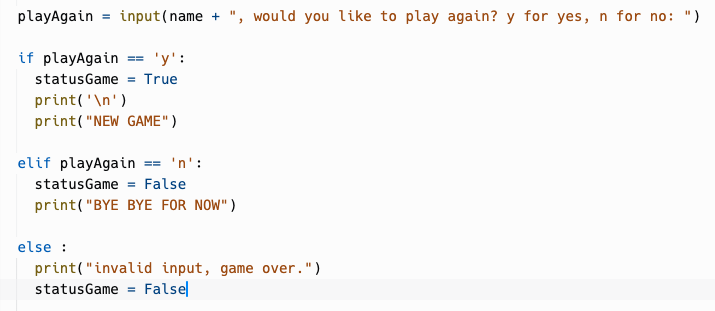 playAgain = input(name + ", would you like to play again? y for yes, n for no: ")
if playAgain == 'y':
  statusGame = True
  print('\n')
  print("NEW GAME")
elif playAgain == 'n':
  statusGame = False
  print("BYE BYE FOR NOW")
else :
  print("invalid input, game over.")
  statusGame = False